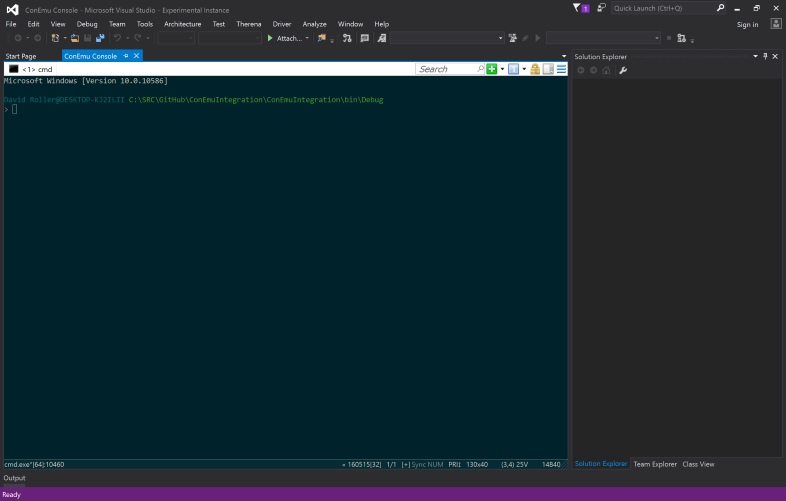 ConEmu Console - Microsoft Visual Studio - Experimental Instance
1
Quick Launch (Ctrl+Q)
File Edit View Debug Team Tools Architecture Test Therena Driver Analyze Window Help
Sign in
Attach...
Start Page
ConEmu Console
Solution Explorer
<1> cmd
Search
Microsoft Windows [Version 10.0.10586]
David Roller@DESKTOP-KJ2ILII C:\SRC\GitHub\ConEmuIntegration\ConEmuIntegration\bin\Debug
>
cmd.exe*[64]:10460
« 160515[32] 1/1 [+] Sync NUM PRI‡ 130x40 (3,4) 25V 14840
Solution Explorer Team Explorer Class View
Output
Ready